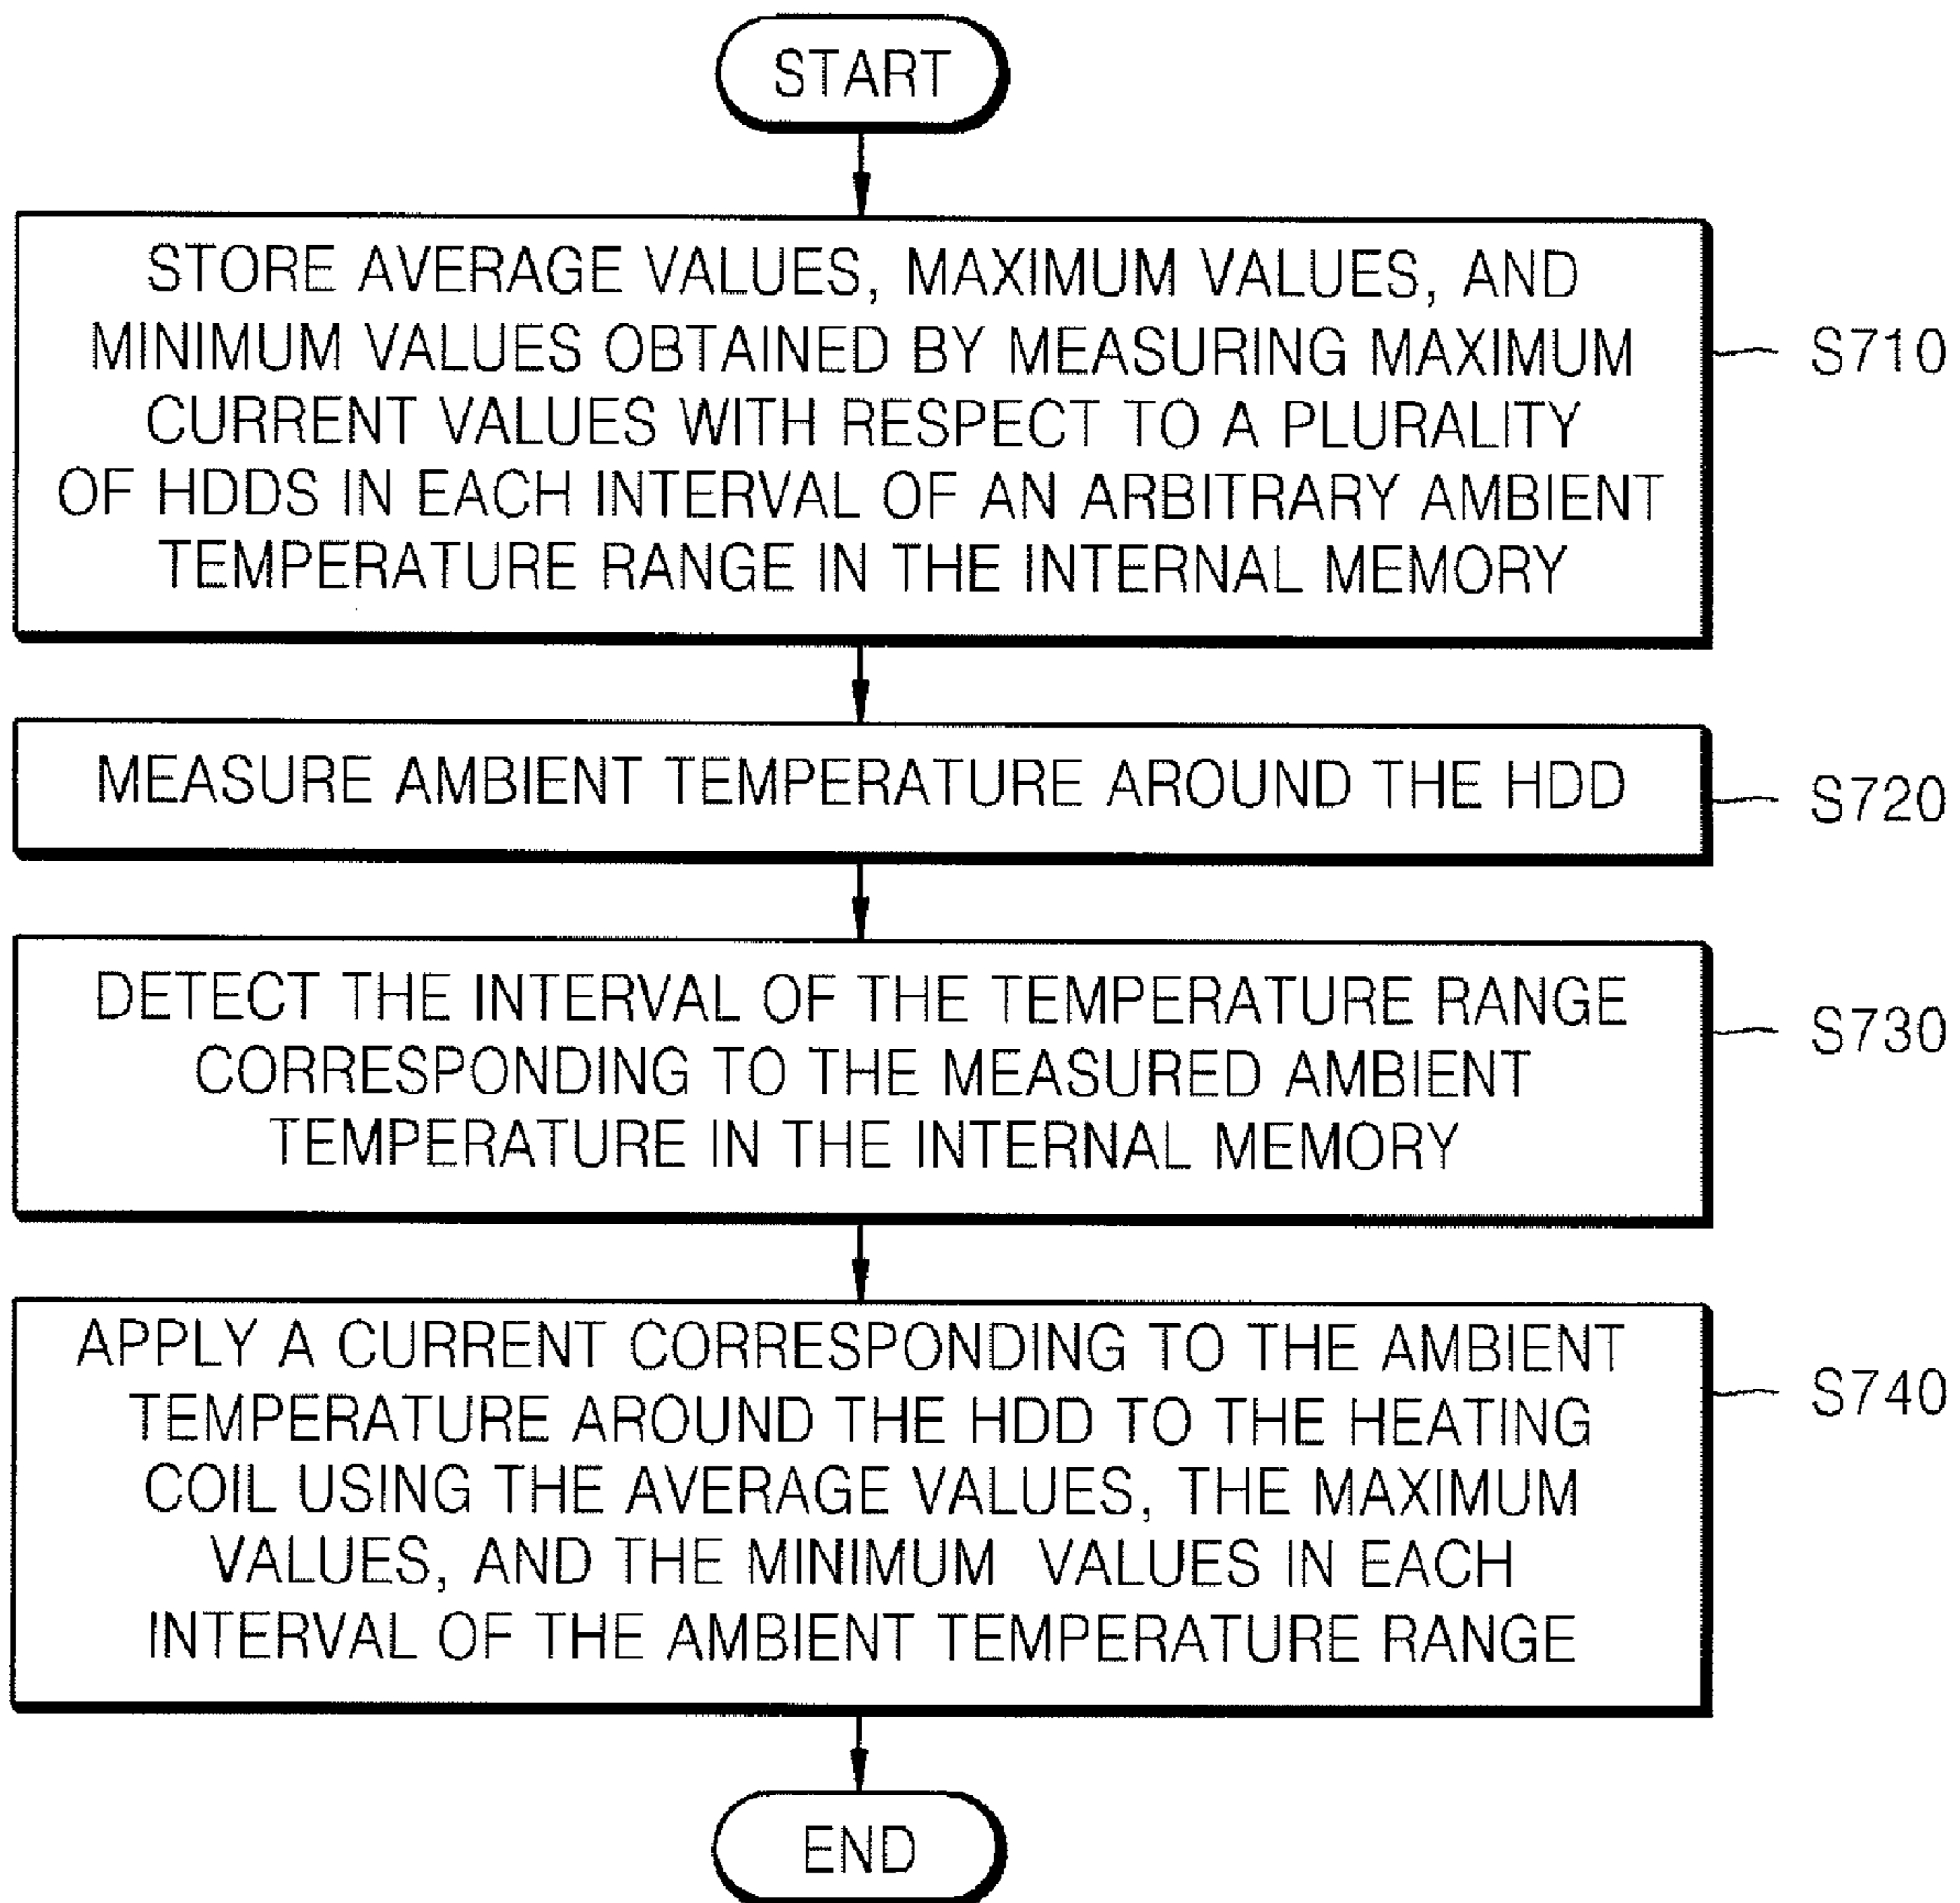 START
STORE AVERAGE VALUES, MAXIMUM VALUES, AND
MINIMUM VALUES OBTAINED BY MEASURING MAXIMUM
CURRENT VALUES WITH RESPECT TO A PLURALITY
OF HDDS IN EACH INTERVAL OF AN ARBITRARY AMBIENT
TEMPERATURE RANGE IN THE INTERNAL MEMORY
S710
MEASURE AMBIENT TEMPERATURE AROUND THE HDD
S720
DETECT THE INTERVAL OF THE TEMPERATURE RANGE
CORRESPONDING TO THE MEASURED AMBIENT
TEMPERATURE IN THE INTERNAL MEMORY
S730
APPLY A CURRENT CORRESPONDING TO THE AMBIENT
TEMPERATURE AROUND THE HDD TO THE HEATING
COIL USING THE AVERAGE VALUES, THE MAXIMUM
VALUES, AND THE MINIMUM VALUES IN EACH
INTERVAL OF THE AMBIENT TEMPERATURE RANGE
S740
END